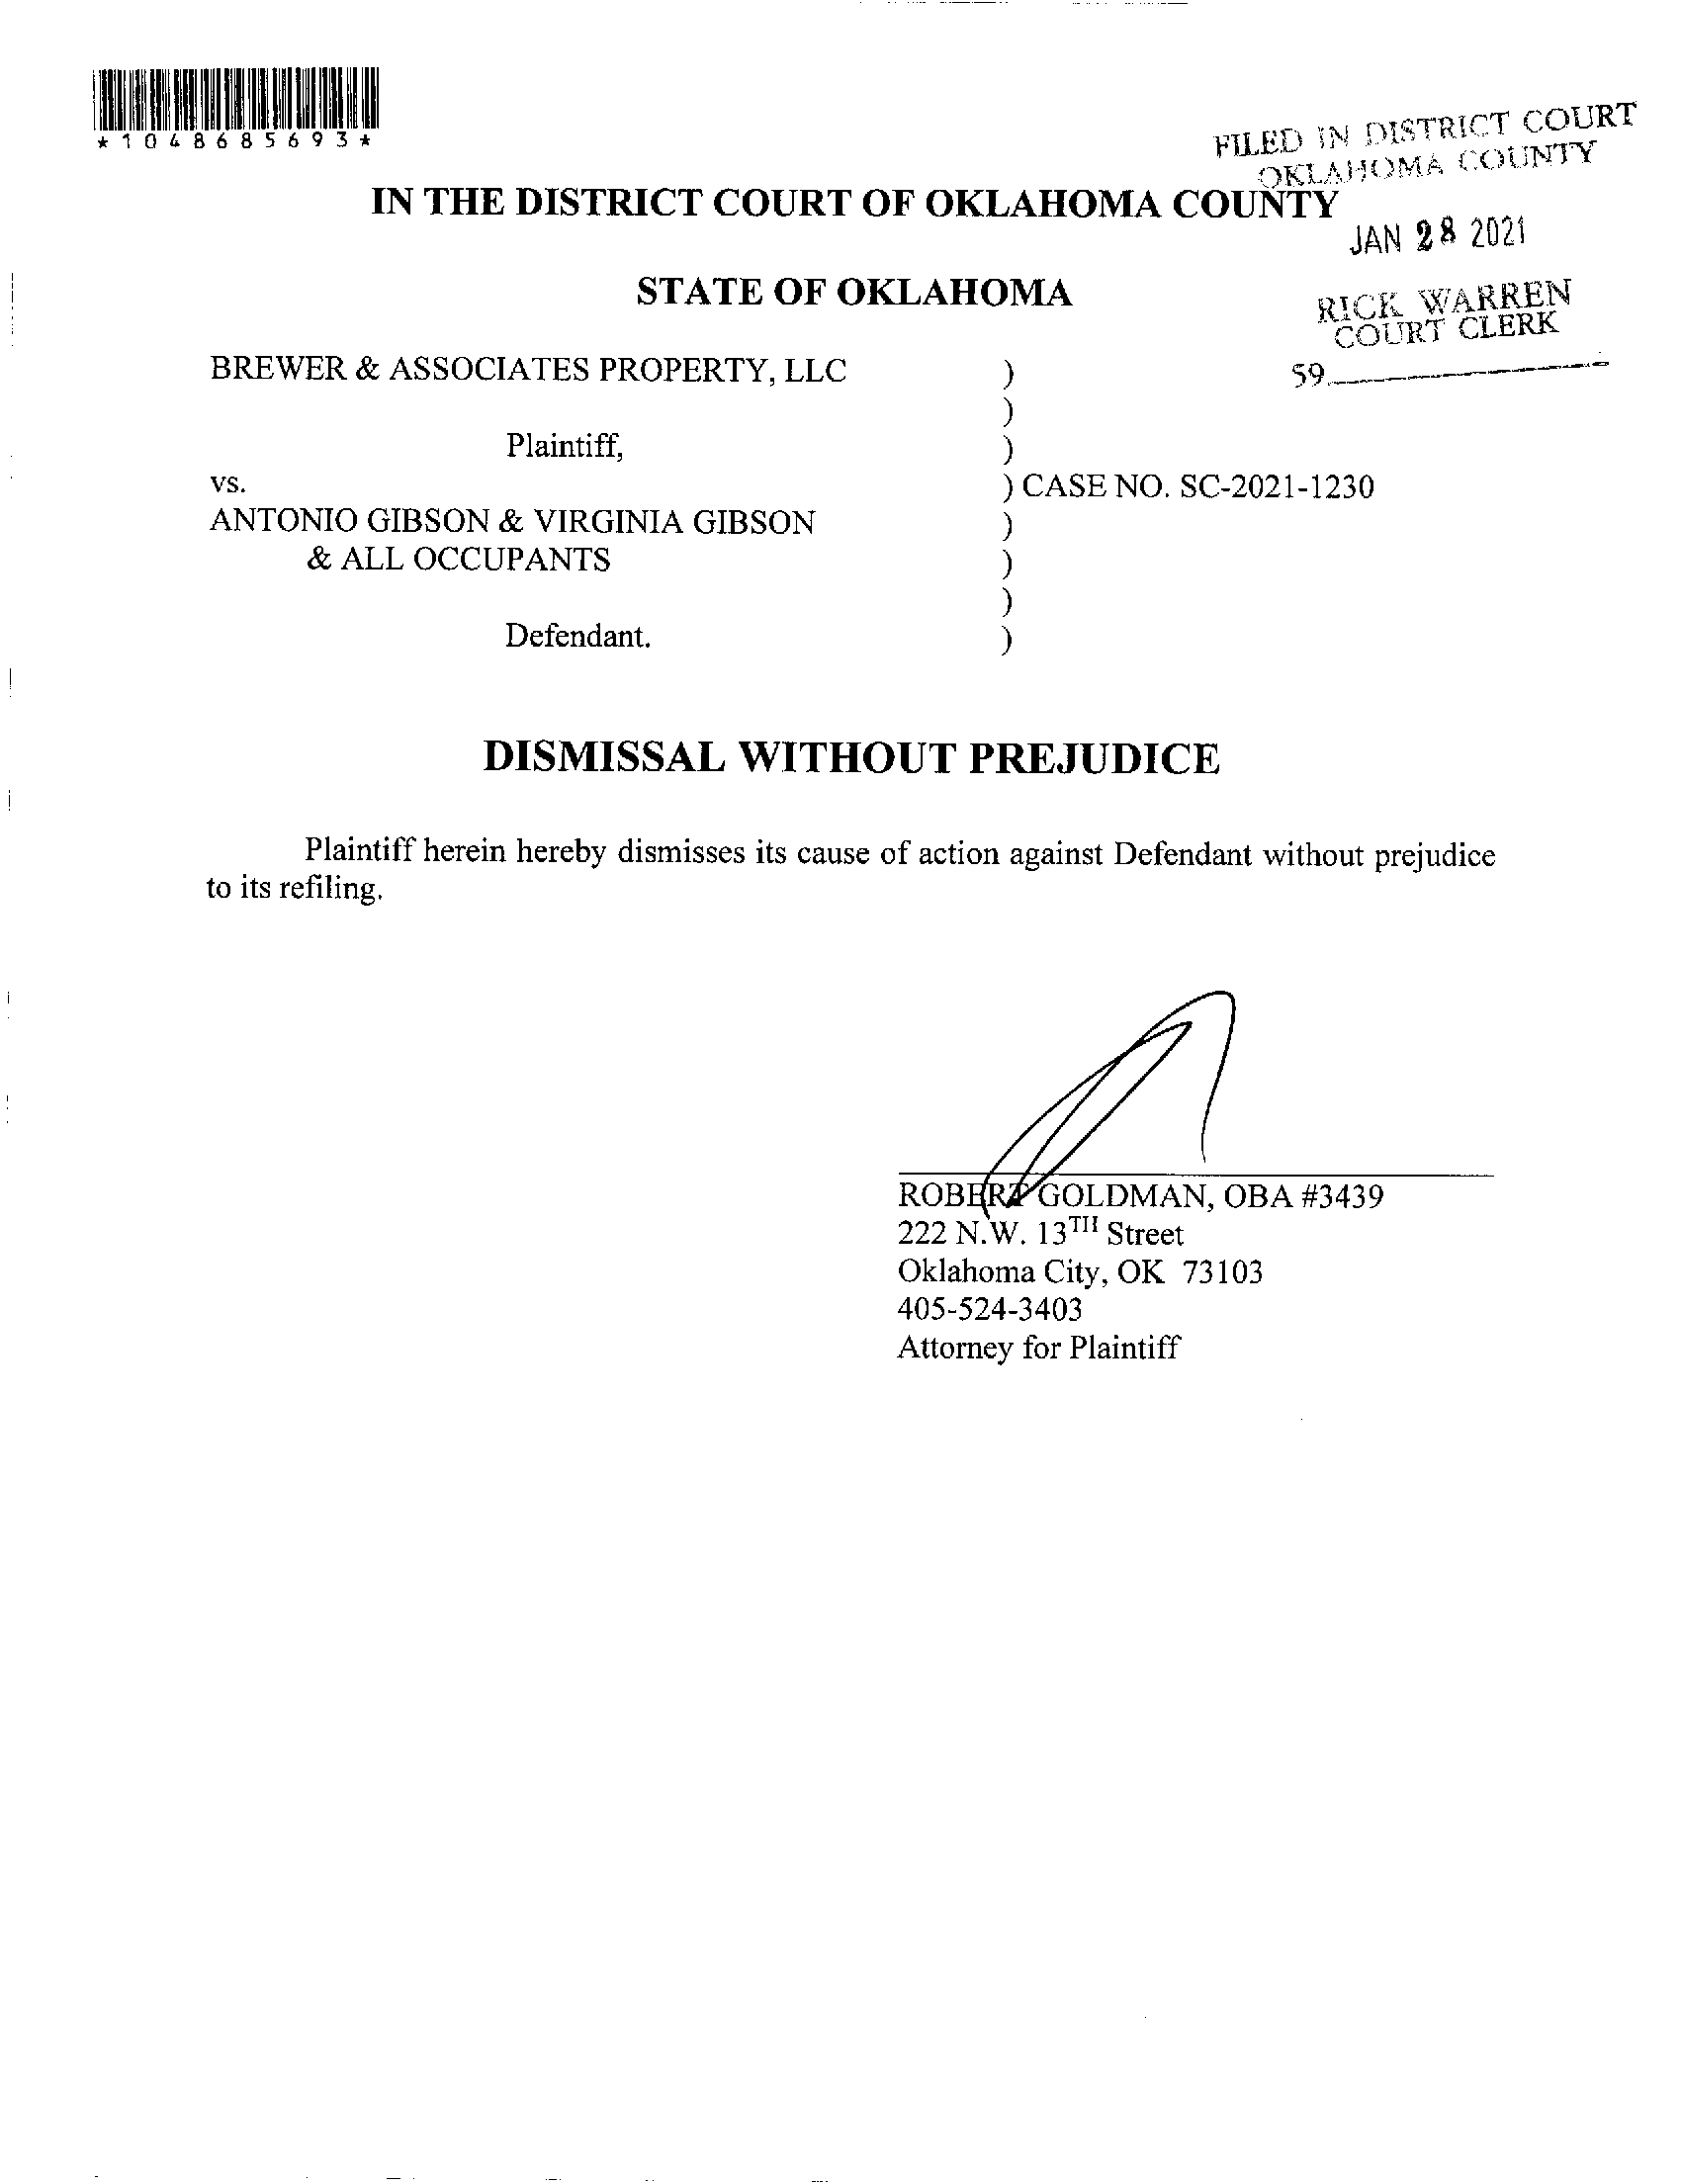 *1048685693*
FILED IN DISTRICT COURT
OKLAHOMA COUNTY
IN THE DISTRICT COURT OF OKLAHOMA COUNTY
JAN 28 2021
STATE OF OKLAHOMA
RICK WARREN
COURT CLERK
59
BREWER & ASSOCIATES PROPERTY, LLC )
)
Plaintiff, )
vs. ) CASE NO. SC-2021-1230
ANTONIO GIBSON & VIRGINIA GIBSON )
& ALL OCCUPANTS )
)
Defendant. )
DISMISSAL WITHOUT PREJUDICE
Plaintiff herein hereby dismisses its cause of action against Defendant without prejudice
to its refiling.
ROBERT GOLDMAN, OBA #3439
222 N.W. 13TH Street
Oklahoma City, OK 73103
405-524-3403
Attorney for Plaintiff